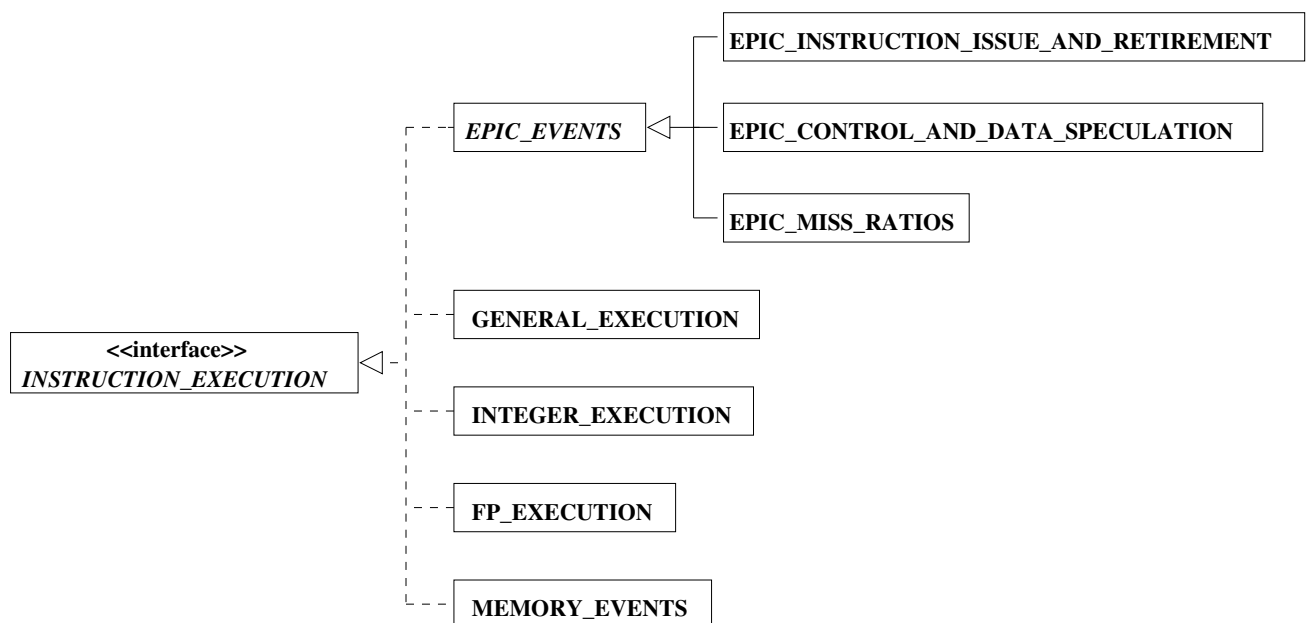 EPIC_INSTRUCTION_ISSUE_AND_RETIREMENT
EPIC_EVENTS
EPIC_CONTROL_AND_DATA_SPECULATION
EPIC_MISS_RATIOS
GENERAL_EXECUTION
<<interface>>
INSTRUCTION_EXECUTION
INTEGER_EXECUTION
FP_EXECUTION
MEMORY_EVENTS